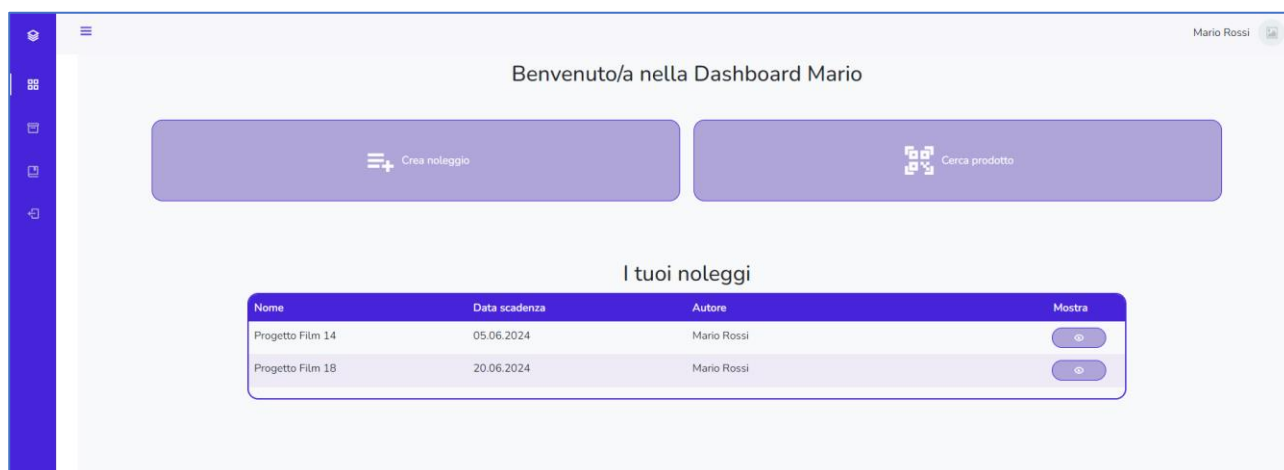 Mario Rossi
Benvenuto/a nella Dashboard Mario
Crea noleggio Cerca prodotto
I tuoi noleggi
Nome Data scadenza Autore Mostra
Progetto Film 14 05.06.2024 Mario Rossi
Progetto Film 18 20.06.2024 Mario Rossi